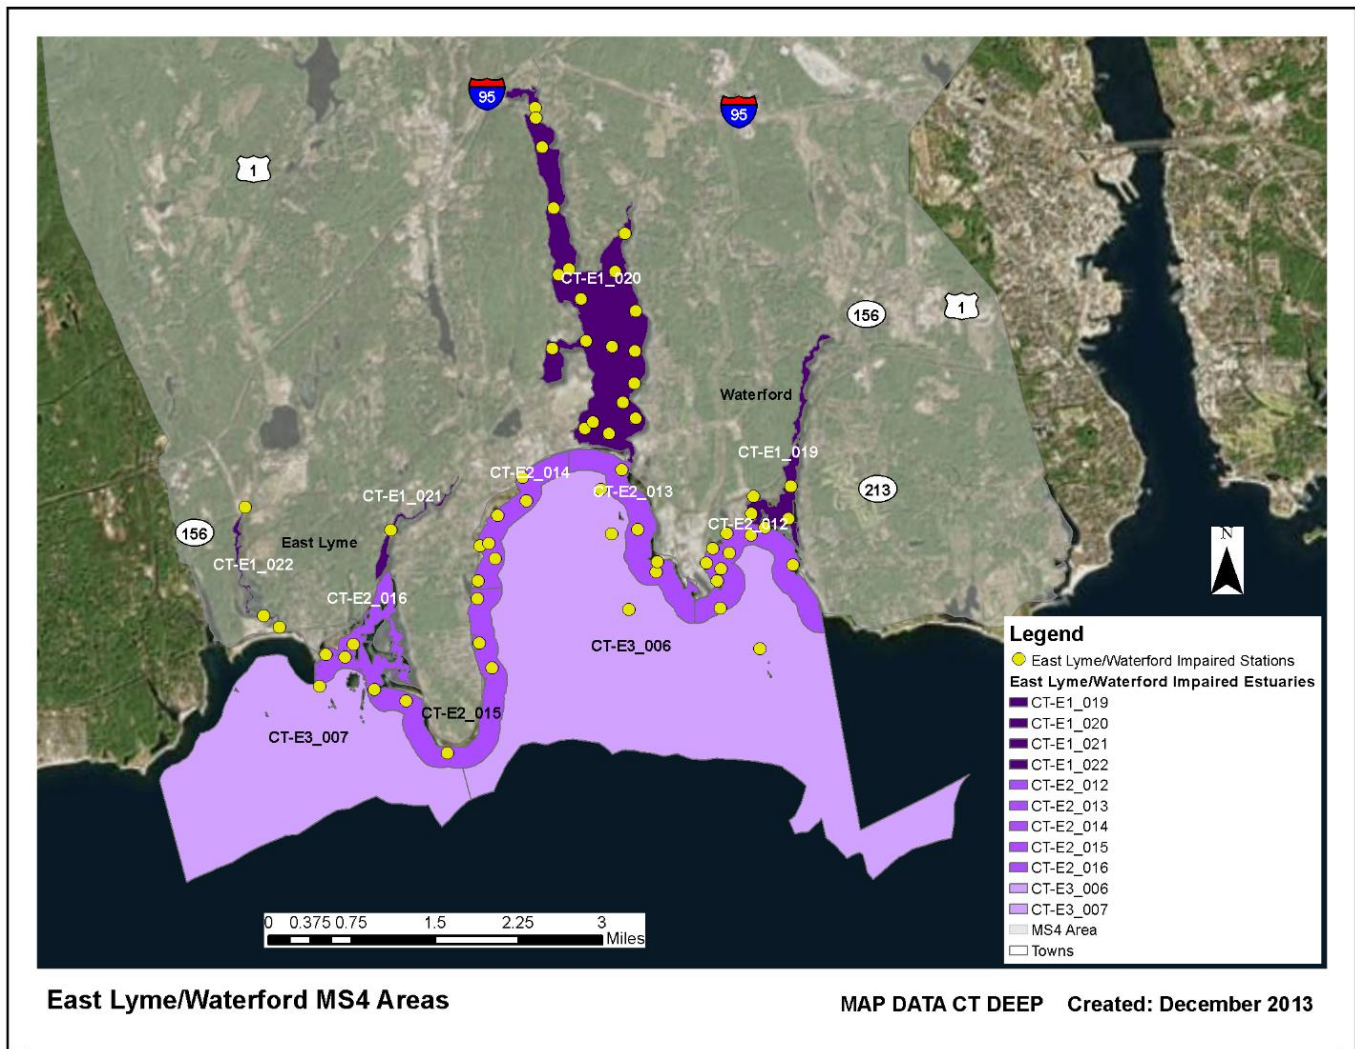 95
95
1
CT-E1_020
156
1
Waterford
CT-E1_019
CT-E2_014
CT-E2_013
CT-E1_021
213
156
East Lyme
CT-E2_012
N
CT-E1_022
CT-E2_016
CT-E3_006
CT-E2_015
CT-E3_007
Legend
East Lyme/Waterford Impaired Stations
East Lyme/Waterford Impaired Estuaries
CT-E1_019
CT-E1_020
CT-E1_021
CT-E1_022
CT-E2_012
CT-E2_013
CT-E2_014
CT-E2_015
CT-E2_016
CT-E3_006
CT-E3_007
MS4 Area
Towns
0 0.375 0.75 1.5 2.25 3
Miles
East Lyme/Waterford MS4 Areas
MAP DATA CT DEEP Created: December 2013